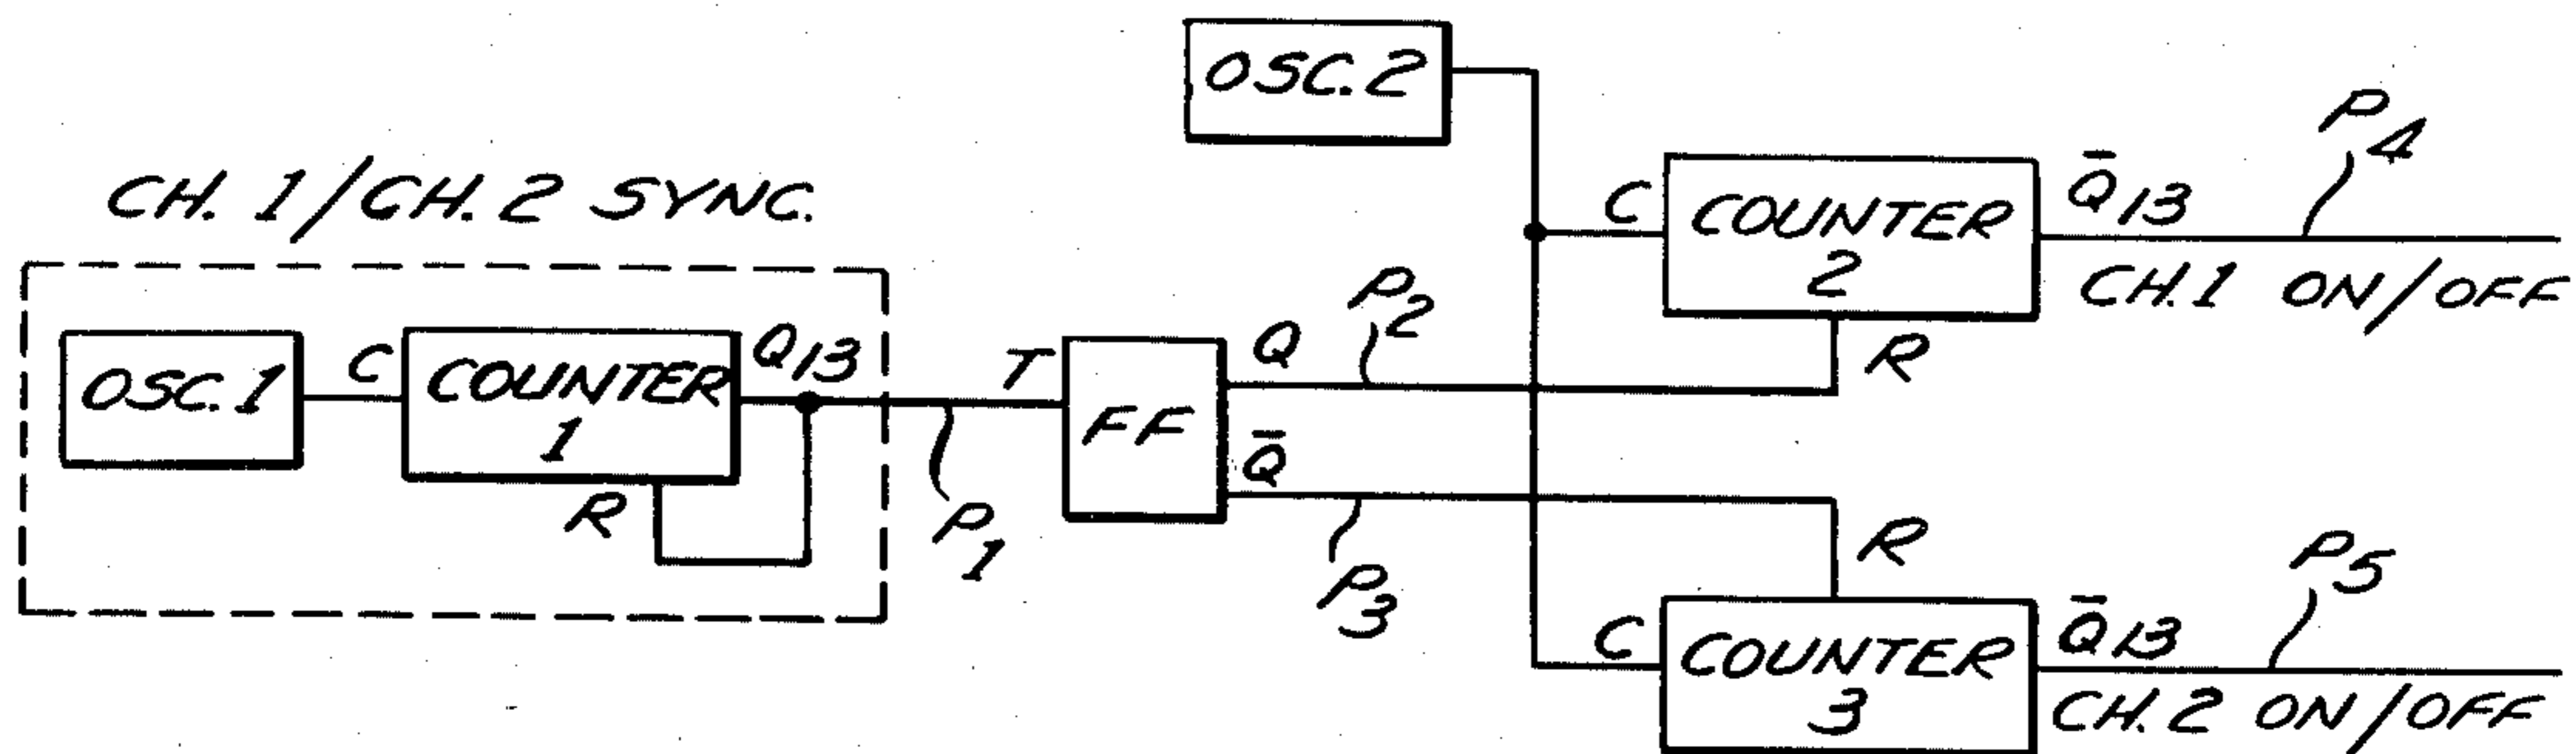 OSC. 2
CH. 1/CH. 2 SYNC.
P4
C
COUNTER
2
Q̄13
CH. 1 ON/OFF
R
OSC. 1
C
COUNTER
1
Q13
R
P1
T
FF
Q
P2
Q̄
P3
R
C
COUNTER
3
Q̄13
P5
CH. 2 ON/OFF